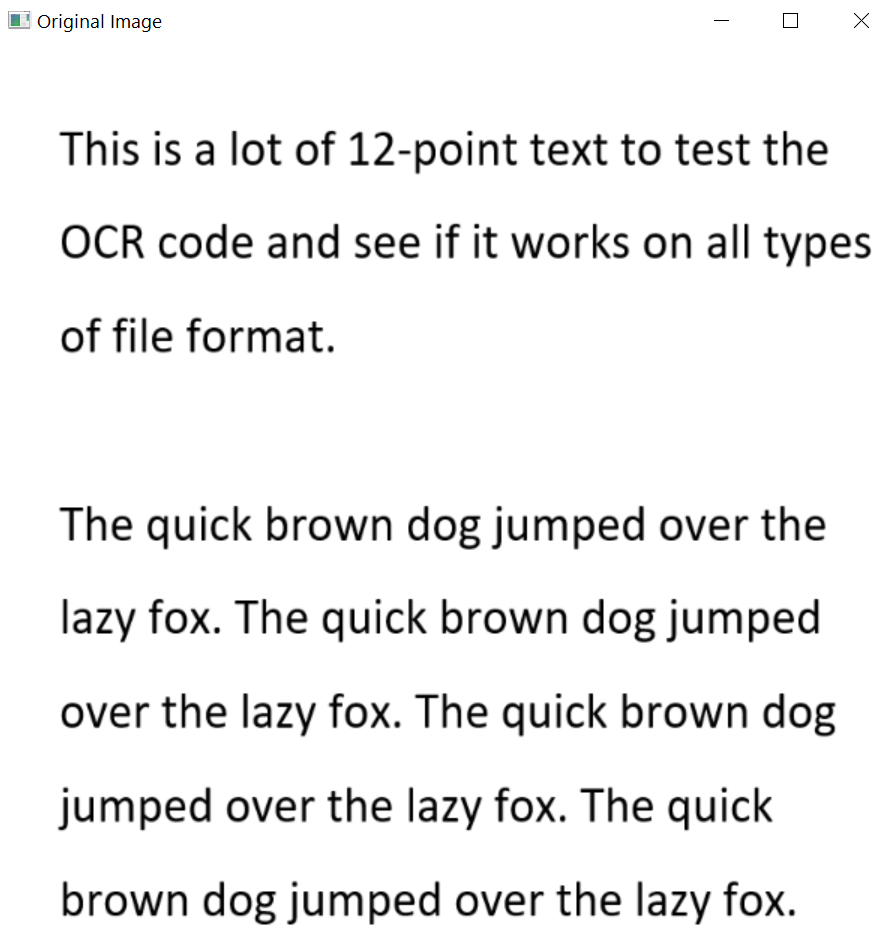 Original Image
This is a lot of 12-point text to test the
OCR code and see if it works on all types
of file format.
The quick brown dog jumped over the
lazy fox. The quick brown dog jumped
over the lazy fox. The quick brown dog
jumped over the lazy fox. The quick
brown dog jumped over the lazy fox.